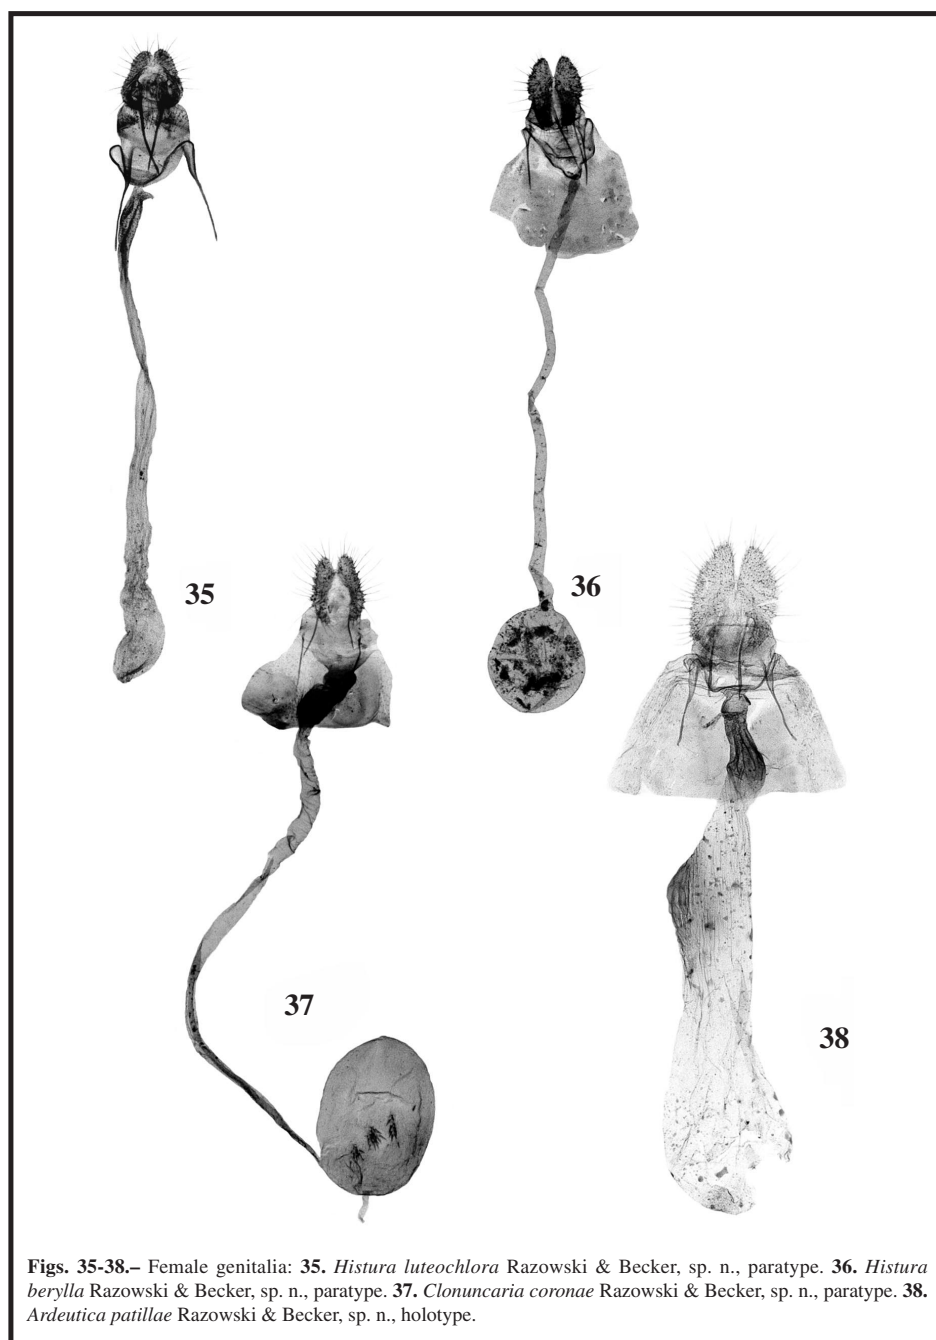 35
36
37
38
Figs. 35-38.– Female genitalia: 35. Histura luteochlora Razowski & Becker, sp. n., paratype. 36. Histura
berylla Razowski & Becker, sp. n., paratype. 37. Clonuncaria coronae Razowski & Becker, sp. n., paratype. 38.
Ardeutica patillae Razowski & Becker, sp. n., holotype.